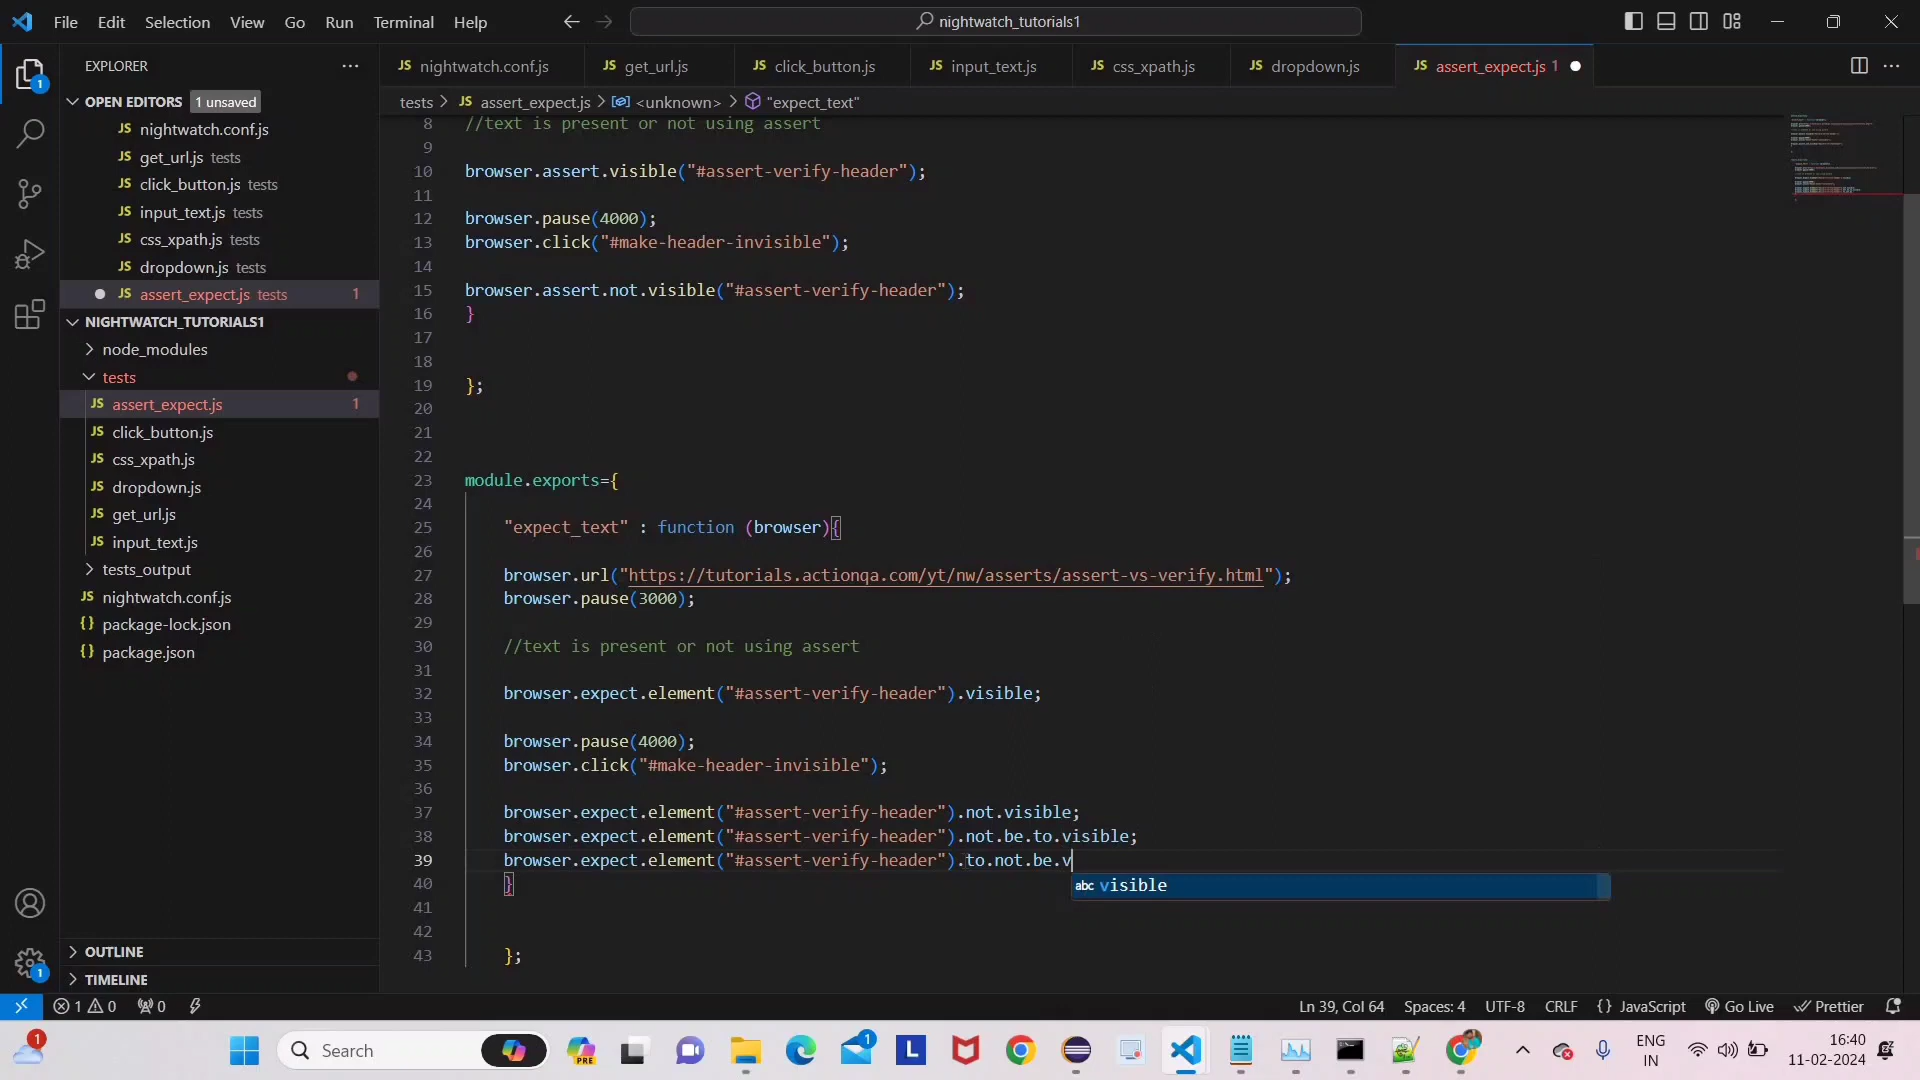 File Edit Selection View Go Run Terminal Help
nightwatch_tutorials1
EXPLORER
nightwatch.conf.js get_url.js click_button.js input_text.js css_xpath.js dropdown.js assert_expect.js 1
OPEN EDITORS 1 unsaved
nightwatch.conf.js
get_url.js tests
click_button.js tests
input_text.js tests
css_xpath.js tests
dropdown.js tests
assert_expect.js tests 1
NIGHTWATCH_TUTORIALS1
node_modules
tests
assert_expect.js 1
click_button.js
css_xpath.js
dropdown.js
get_url.js
input_text.js
tests_output
nightwatch.conf.js
package-lock.json
package.json
OUTLINE
TIMELINE
tests > assert_expect.js > <unknown> > "expect_text"
8 //text is present or not using assert
9
10 browser.assert.visible("#assert-verify-header");
11
12 browser.pause(4000);
13 browser.click("#make-header-invisible");
14
15 browser.assert.not.visible("#assert-verify-header");
16 }
17
18
19 };
20
21
22
23 module.exports={
24
25 "expect_text" : function (browser){
26
27 browser.url("https://tutorials.actionqa.com/yt/nw/asserts/assert-vs-verify.html");
28 browser.pause(3000);
29
30 //text is present or not using assert
31
32 browser.expect.element("#assert-verify-header").visible;
33
34 browser.pause(4000);
35 browser.click("#make-header-invisible");
36
37 browser.expect.element("#assert-verify-header").not.visible;
38 browser.expect.element("#assert-verify-header").not.be.to.visible;
39 browser.expect.element("#assert-verify-header").to.not.be.v
abc visible
40 }
41
42
43 };
1 0 0 Ln 39, Col 64 Spaces: 4 UTF-8 CRLF {} JavaScript Go Live Prettier
Search
PRE
L
ENG
IN
16:40
11-02-2024